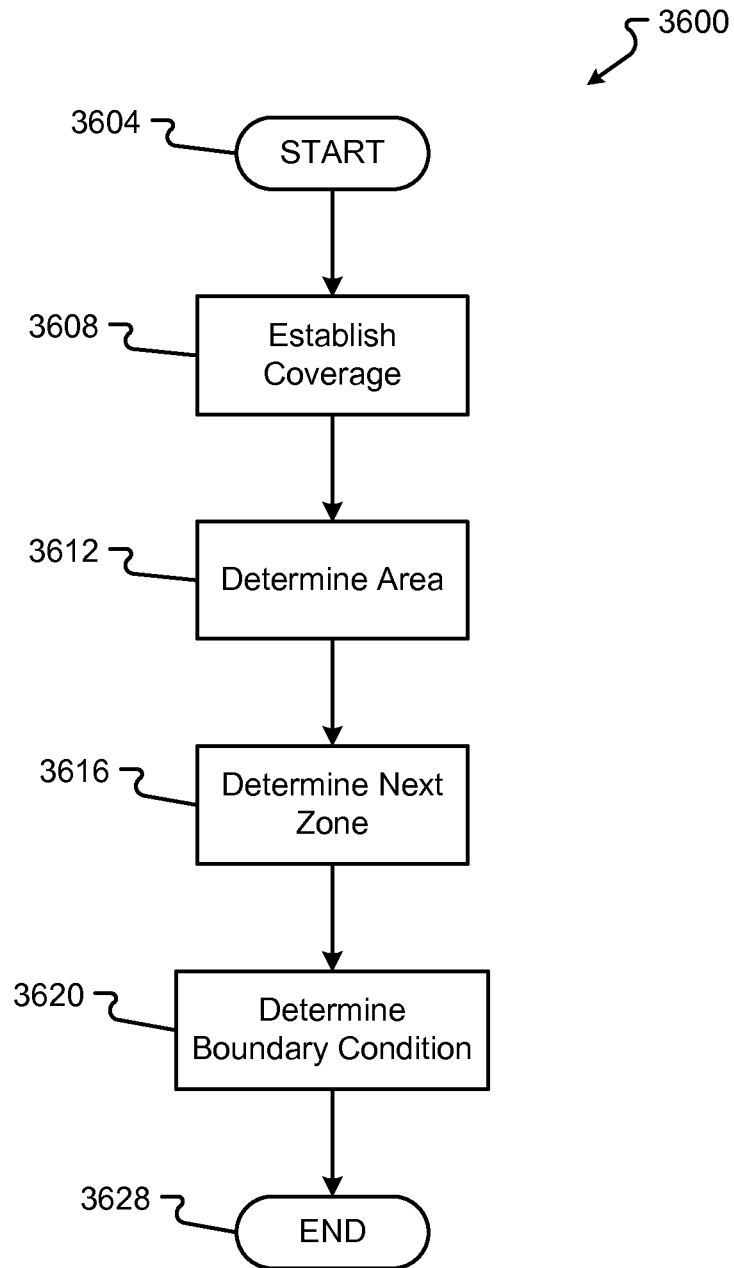 3600
3604
START
3608
Establish
Coverage
3612
Determine Area
3616
Determine Next
Zone
3620
Determine
Boundary Condition
3628
END